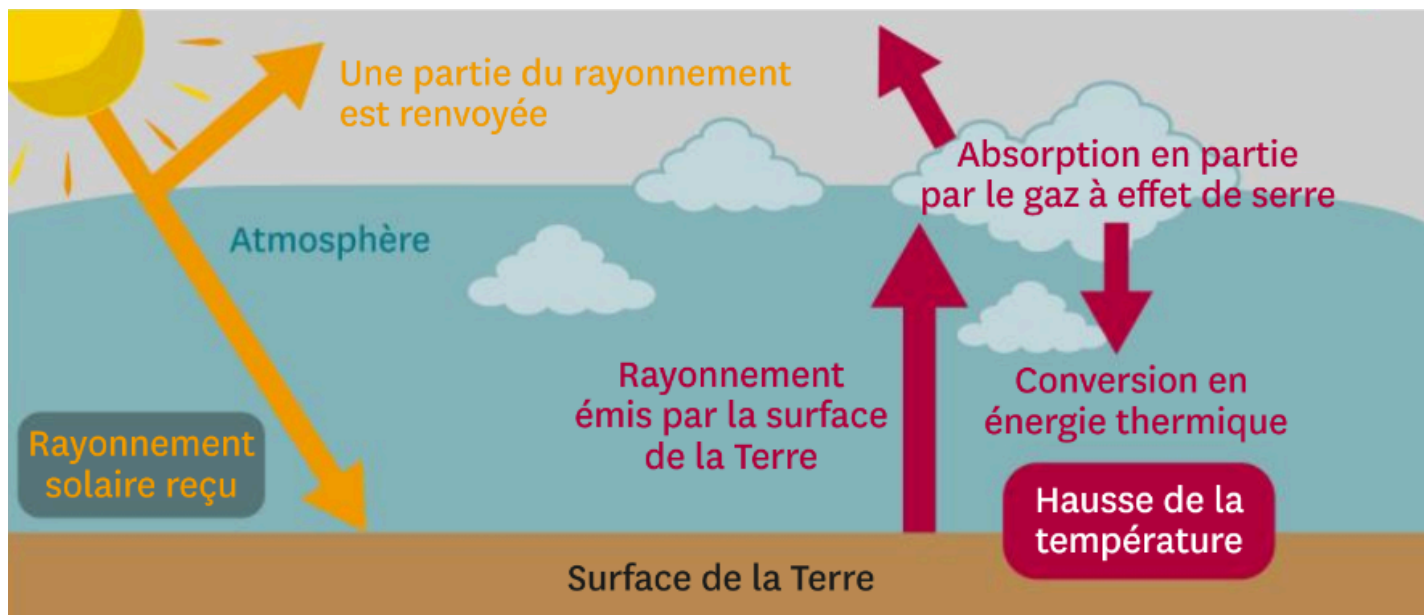 Une partie du rayonnement
est renvoyée
Absorption en partie
par le gaz à effet de serre
Atmosphère
Rayonnement
émis par la surface
de la Terre
Conversion en
énergie thermique
Rayonnement
solaire reçu
Hausse de la
température
Surface de la Terre